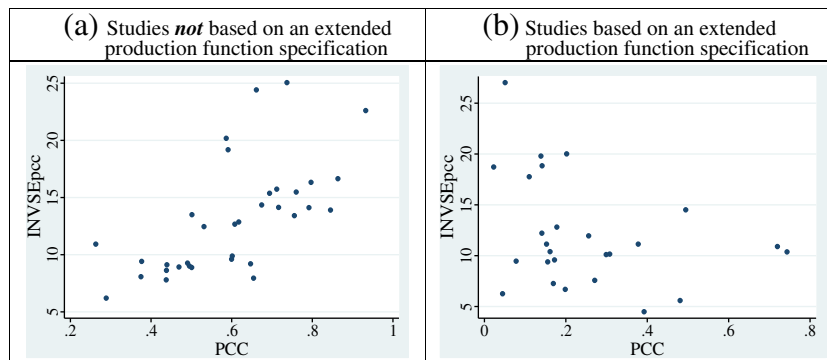 (a) Studies not based on an extended
production function specification
(b) Studies based on an extended
production function specification
25
20
15
10
5
INVSEpcc
.2 .4 .6 .8 1
PCC
25
20
15
10
5
INVSEpcc
0 .2 .4 .6 .8
PCC